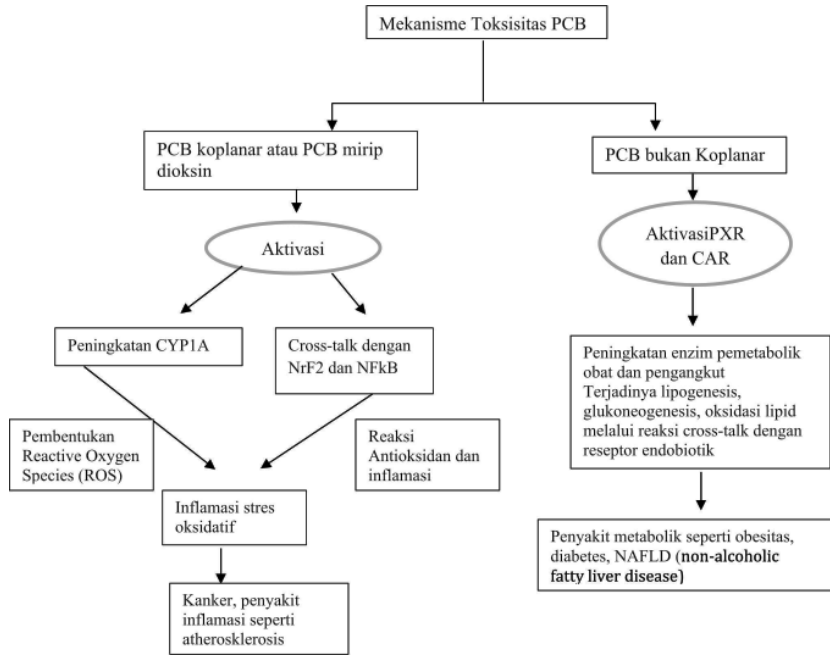 Mekanisme Toksisitas PCB
PCB koplanar atau PCB mirip
dioksin
PCB bukan Koplanar
Aktivasi
AktivasiPXR
dan CAR
Peningkatan CYP1A
Cross-talk dengan
NrF2 dan NFkB
Peningkatan enzim pemetabolik
obat dan pengangkut
Terjadinya lipogenesis,
glukoneogenesis, oksidasi lipid
melalui reaksi cross-talk dengan
reseptor endobiotik
Pembentukan
Reactive Oxygen
Species (ROS)
Reaksi
Antioksidan dan
inflamasi
Inflamasi stres
oksidatif
Penyakit metabolik seperti obesitas,
diabetes, NAFLD (non-alcoholic
fatty liver disease)
Kanker, penyakit
inflamasi seperti
atherosklerosis